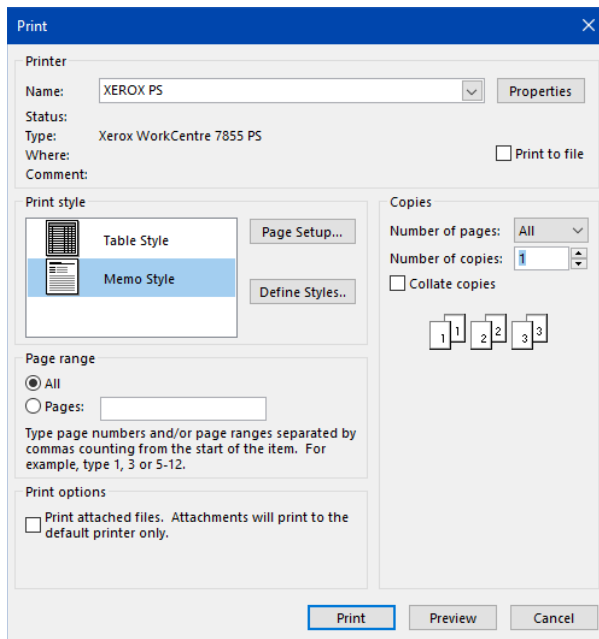 Print
Printer
Name: XEROX PS Properties
Status:
Type: Xerox WorkCentre 7855 PS
Where: Print to file
Comment:
Print style
Table Style
Memo Style
Page Setup...
Define Styles..
Copies
Number of pages: All
Number of copies: 1
Collate copies
1 1 2 2 3 3
Page range
All
Pages:
Type page numbers and/or page ranges separated by
commas counting from the start of the item. For
example, type 1, 3 or 5-12.
Print options
Print attached files. Attachments will print to the
default printer only.
Print Preview Cancel